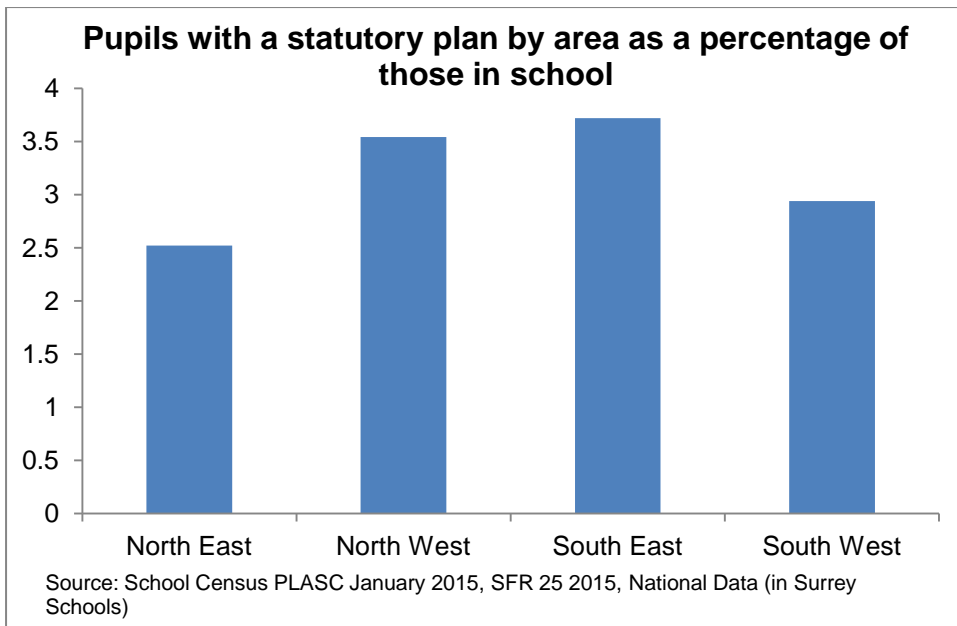 Pupils with a statutory plan by area as a percentage of
those in school
4
3.5
3
2.5
2
1.5
1
0.5
0
North East North West South East South West
Source: School Census PLASC January 2015, SFR 25 2015, National Data (in Surrey
Schools)